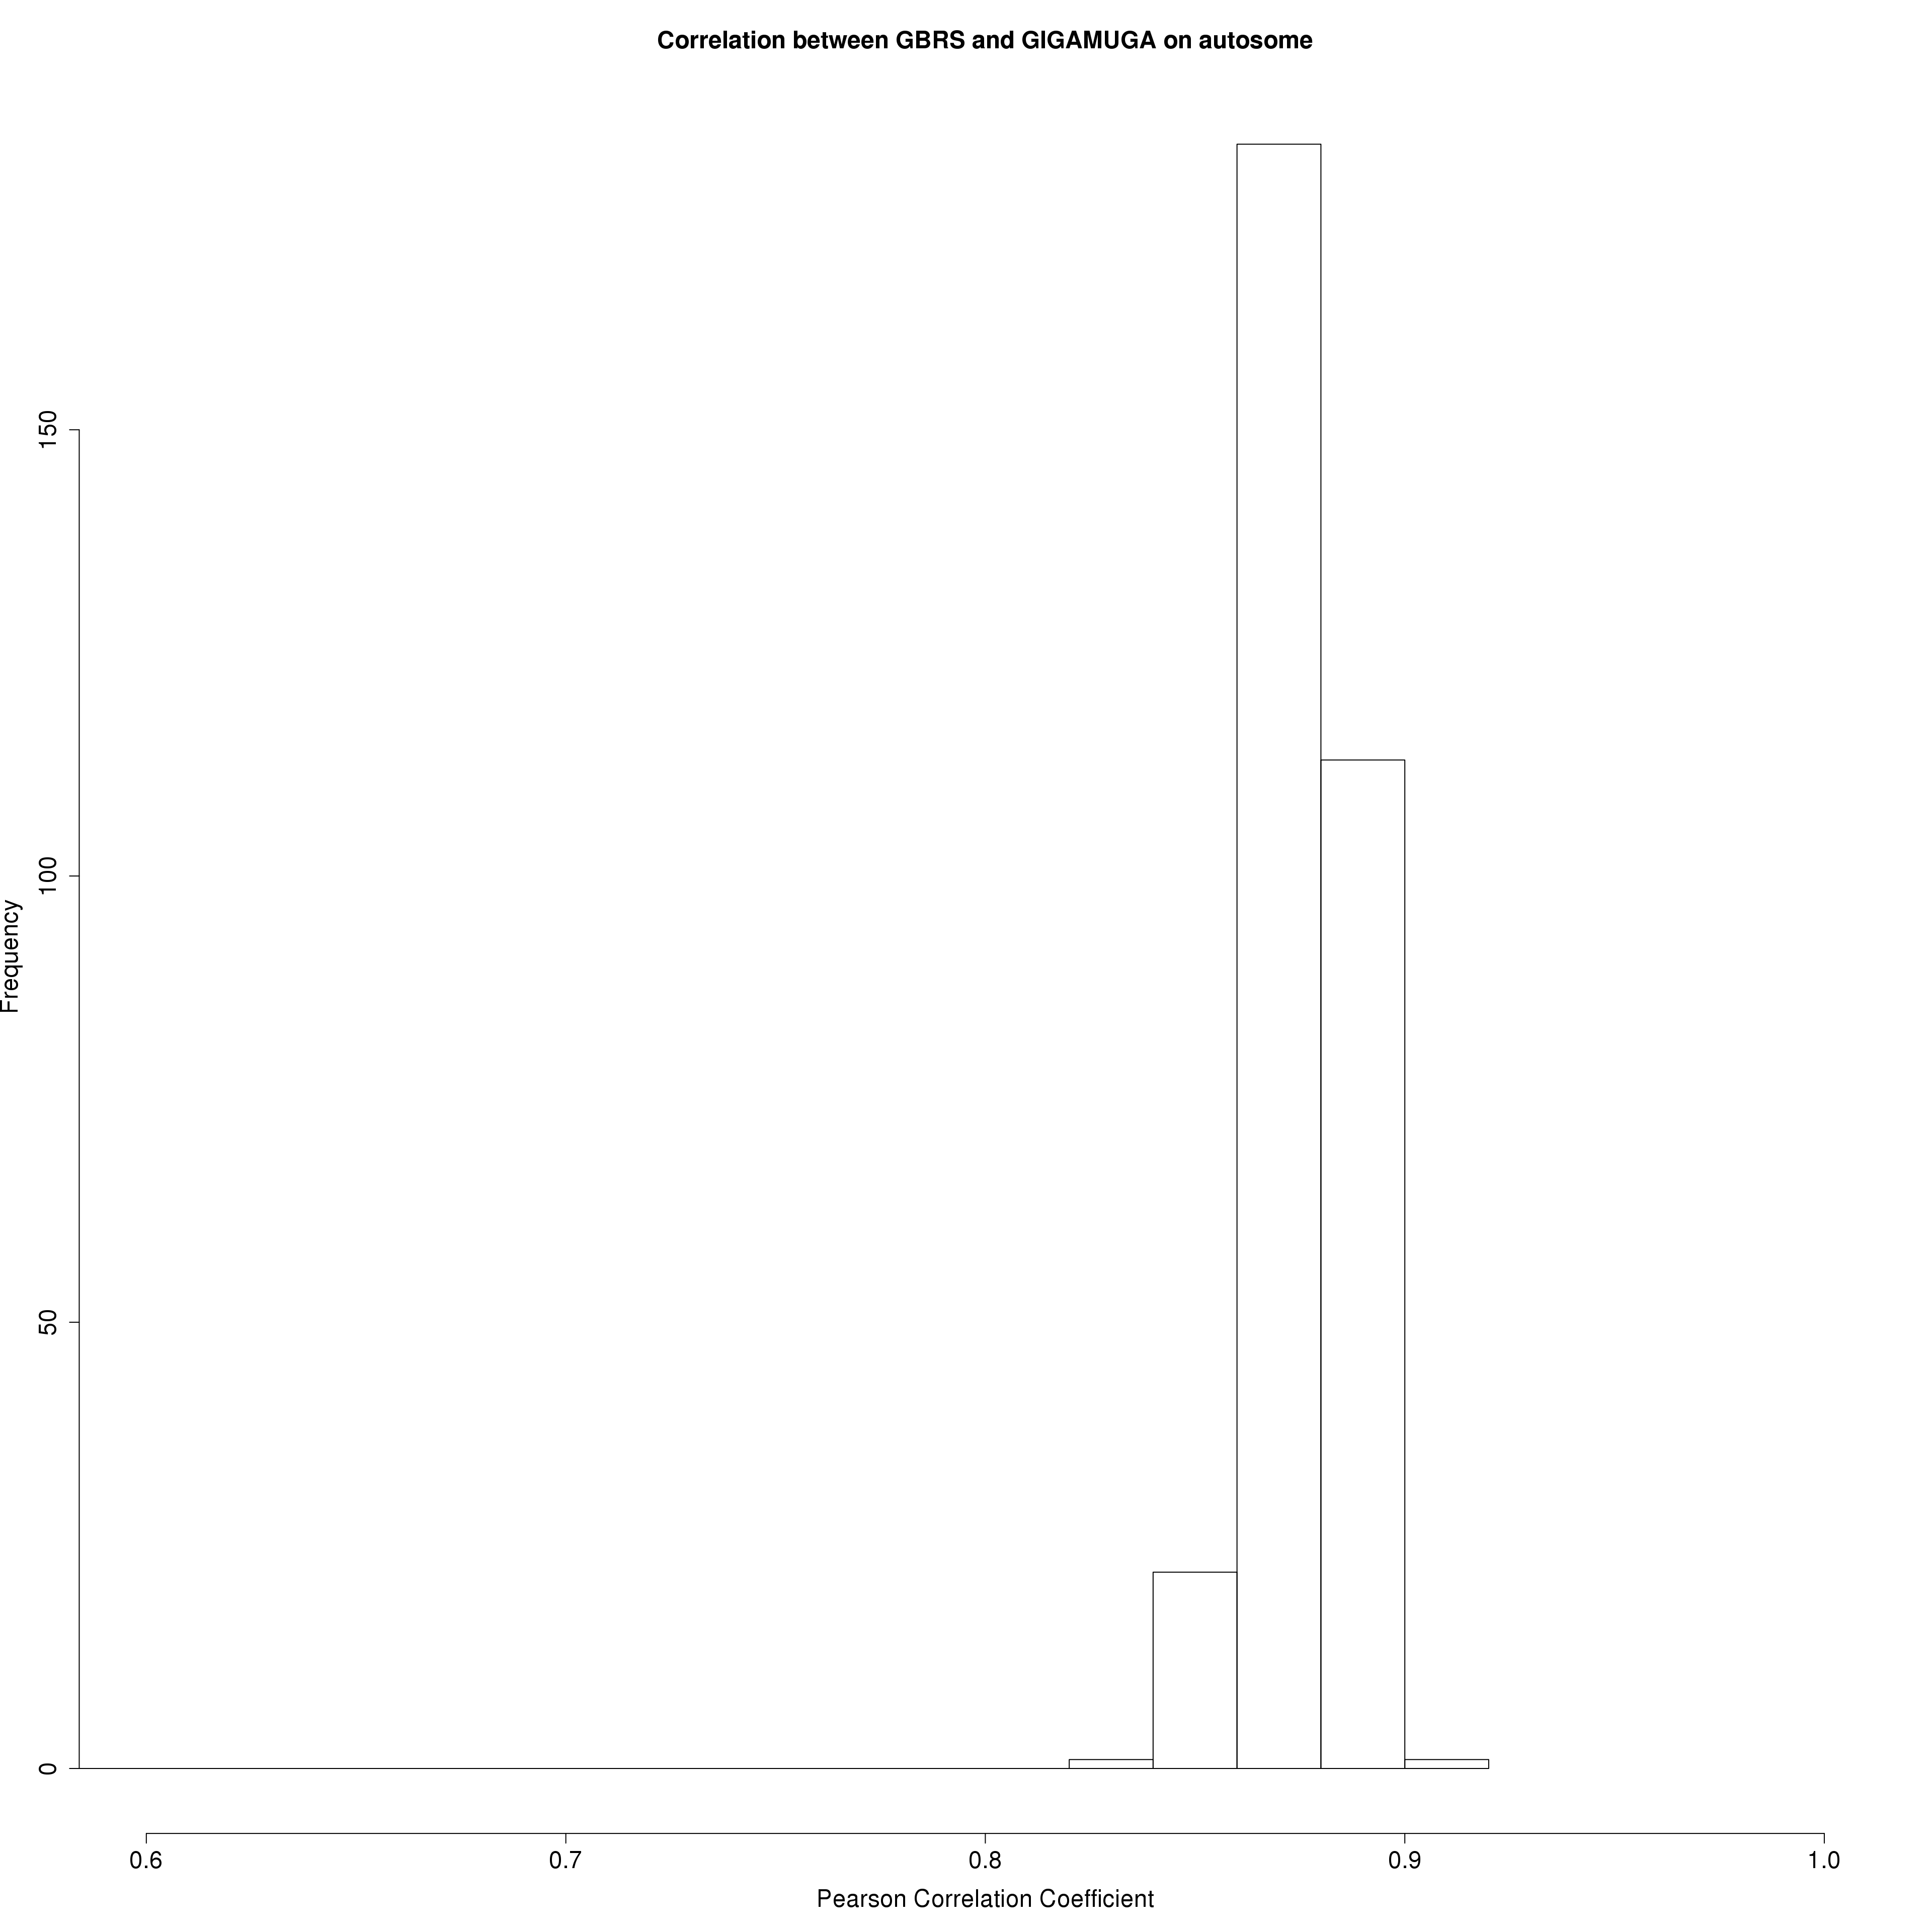 Correlation between GBRS and GIGAMUGA on autosome
150
100
50
0
Frequency
0.6 0.7 0.8 0.9 1.0
Pearson Correlation Coefficient